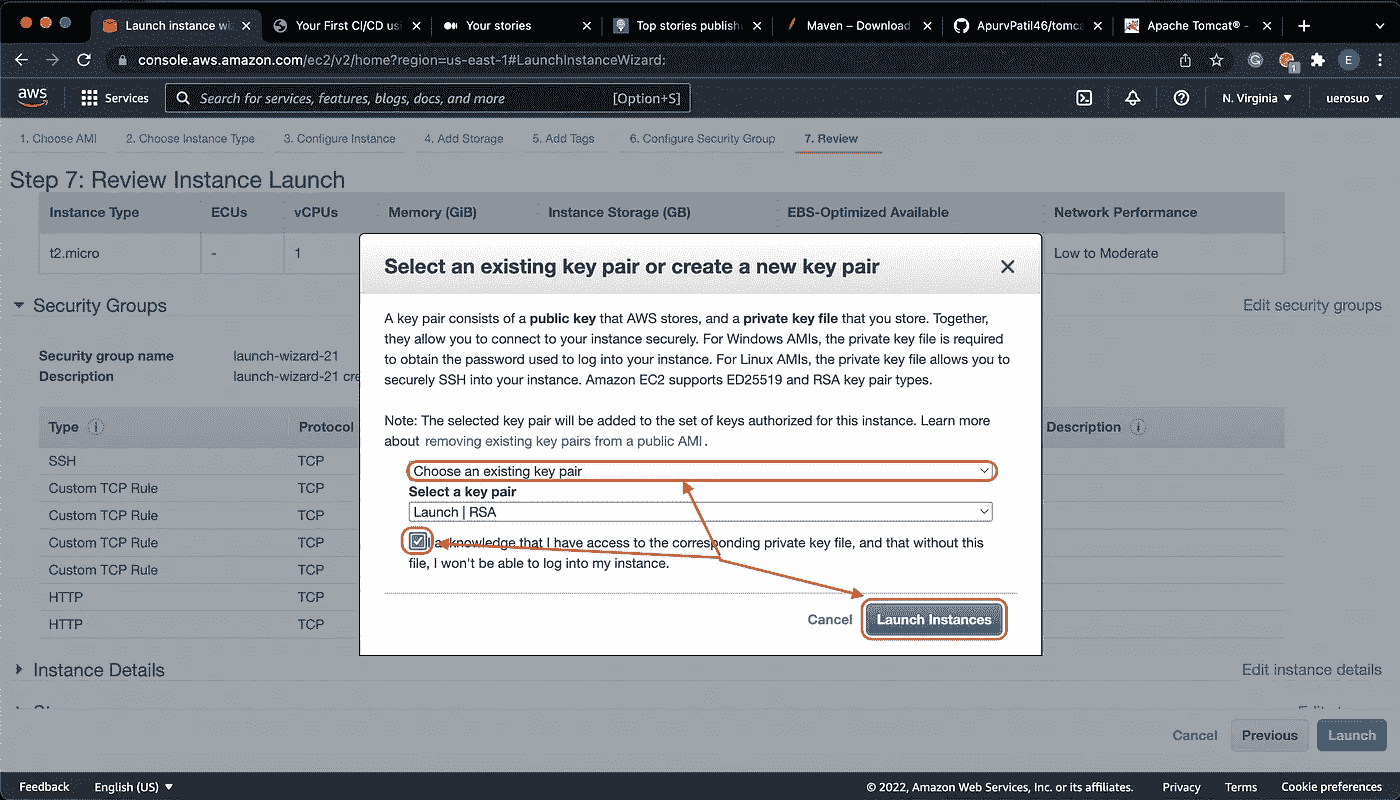 Launch instance wi
Your First CI/CD usi
Your stories
Top stories publish
Maven – Download
ApurvPatil46/tomca
Apache Tomcat® -
console.aws.amazon.com/ec2/v2/home?region=us-east-1#LaunchInstanceWizard:
G
1
E
aws
Services
Search for services, features, blogs, docs, and more
[Option+S]
N. Virginia
uerosuo
1. Choose AMI
2. Choose Instance Type
3. Configure Instance
4. Add Storage
5. Add Tags
6. Configure Security Group
7. Review
Step 7: Review Instance Launch
Instance Type ECUs vCPUs Memory (GiB) Instance Storage (GB) EBS-Optimized Available Network Performance
t2.micro - 1 Low to Moderate
Security Groups
Edit security groups
Security group name launch-wizard-21
Description launch-wizard-21 cre
Type Protocol Description
SSH TCP
Custom TCP Rule TCP
Custom TCP Rule TCP
Custom TCP Rule TCP
Custom TCP Rule TCP
HTTP TCP
HTTP TCP
Select an existing key pair or create a new key pair
A key pair consists of a public key that AWS stores, and a private key file that you store. Together,
they allow you to connect to your instance securely. For Windows AMIs, the private key file is required
to obtain the password used to log into your instance. For Linux AMIs, the private key file allows you to
securely SSH into your instance. Amazon EC2 supports ED25519 and RSA key pair types.
Note: The selected key pair will be added to the set of keys authorized for this instance. Learn more
about removing existing key pairs from a public AMI.
Choose an existing key pair
Select a key pair
Launch | RSA
I acknowledge that I have access to the corresponding private key file, and that without this
file, I won't be able to log into my instance.
Cancel
Launch Instances
Instance Details
Edit instance details
Cancel
Previous
Launch
Feedback
English (US)
© 2022, Amazon Web Services, Inc. or its affiliates.
Privacy
Terms
Cookie preferences